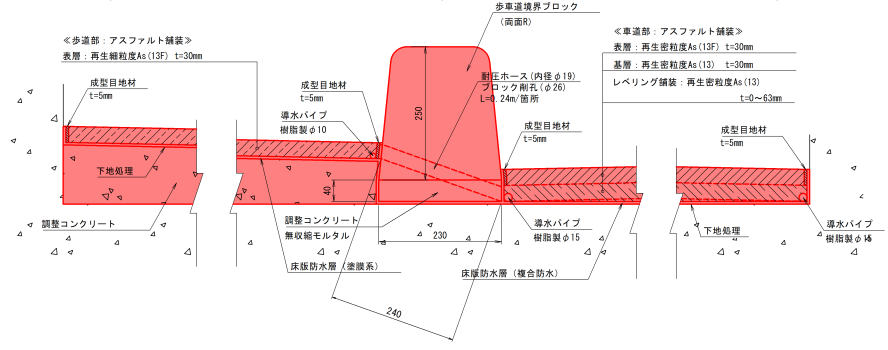 歩車道境界ブロック
(両面R)
≪歩道部：アスファルト舗装≫
表層：再生細粒度As(13F) t=30mm
≪車道部：アスファルト舗装≫
表層：再生密粒度As(13F) t=30mm
基層：再生密粒度As(13) t=30mm
レベリング舗装：再生密粒度As(13)
t=0～63mm
成型目地材
t=5mm
成型目地材
t=5mm
導水パイプ
樹脂製φ10
耐圧ホース(内径φ19)
ブロック削孔(φ26)
L=0.24m/箇所
250
成型目地材
t=5mm
成型目地材
t=5mm
下地処理
40
調整コンクリート
調整コンクリート
無収縮モルタル
230
導水パイプ
樹脂製φ15
下地処理
導水パイプ
樹脂製φ
床版防水層（塗膜系）
床版防水層（複合防水）
240